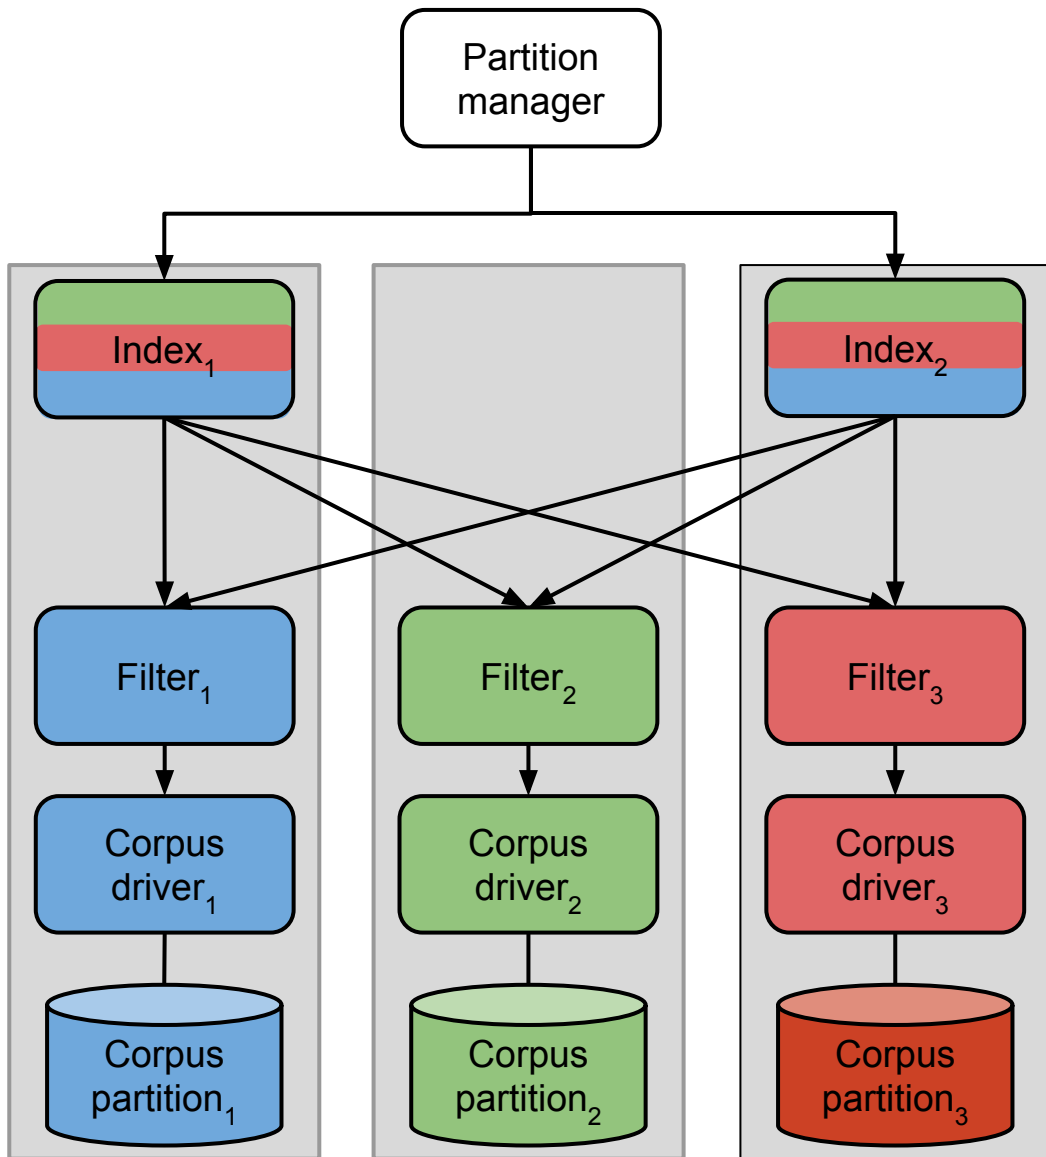 Partition
manager
Index₁
Index₂
Filter₁
Filter₂
Filter₃
Corpus
driver₁
Corpus
driver₂
Corpus
driver₃
Corpus
partition₁
Corpus
partition₂
Corpus
partition₃